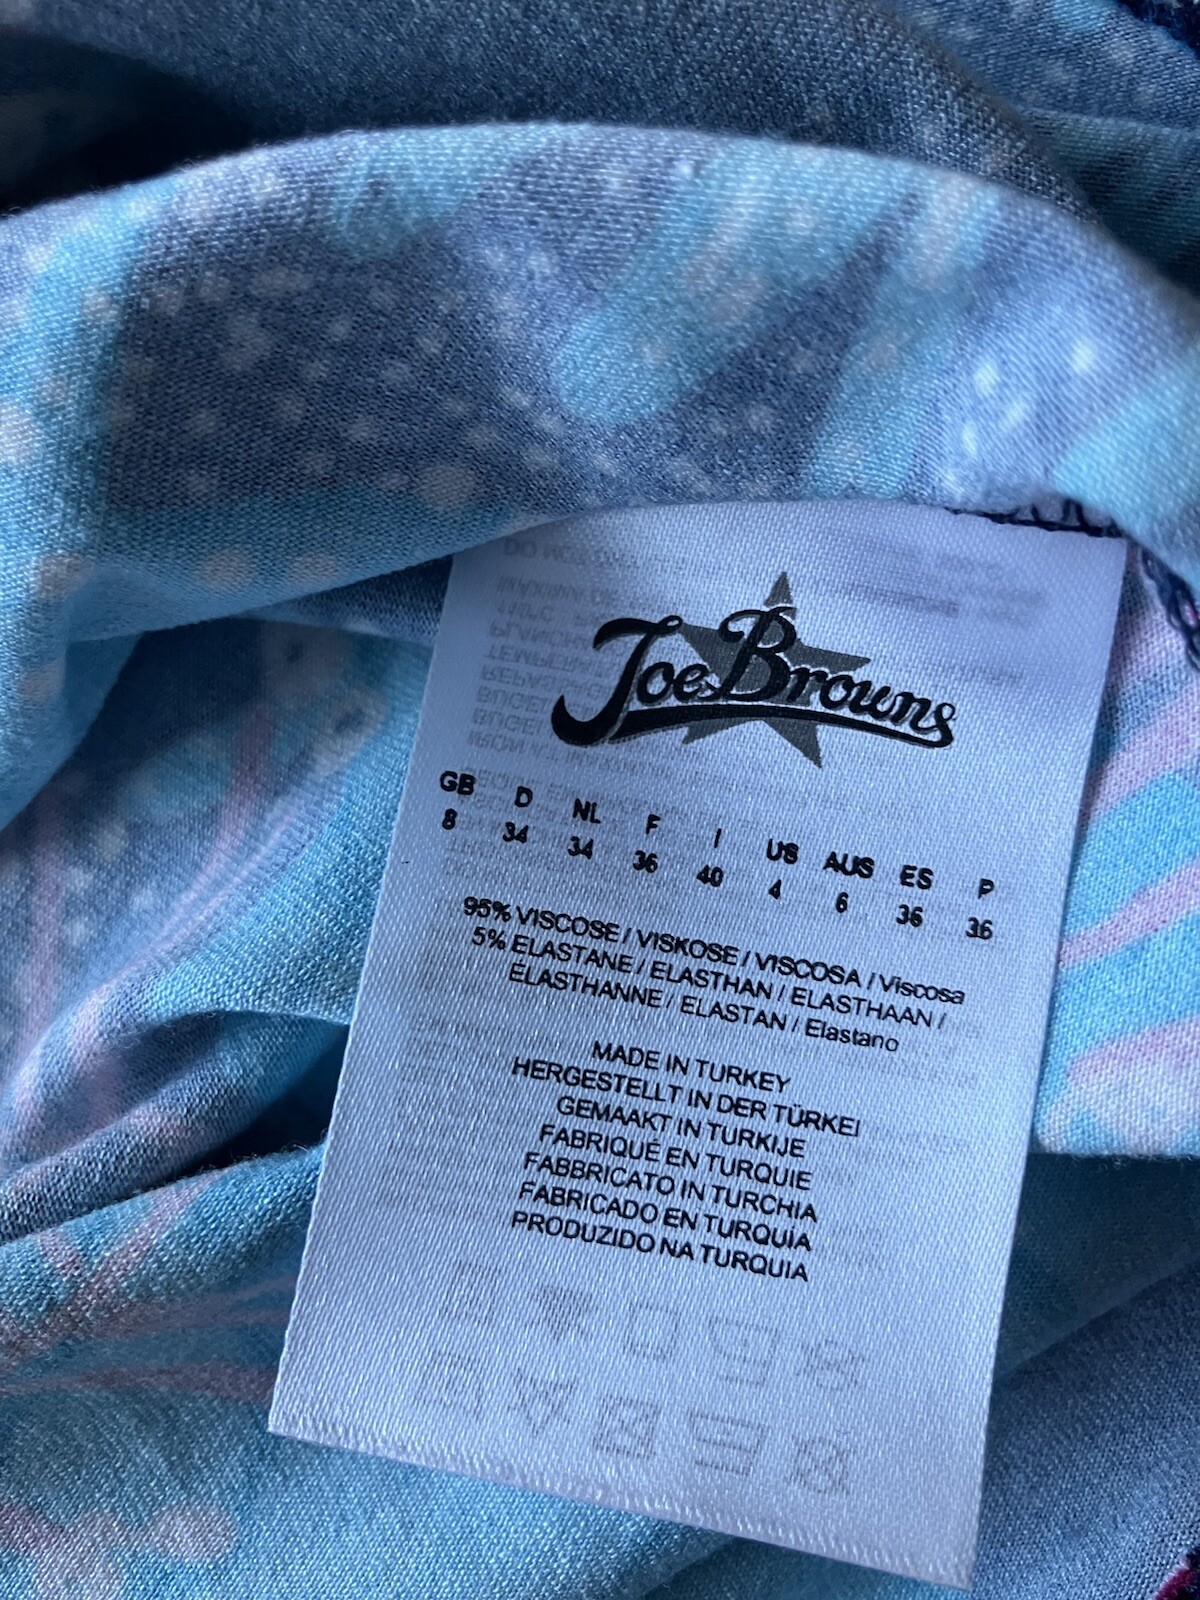 Joe Browns
GB D NL F I US AUS ES P
8 34 34 36 40 4 6 36 36
95% VISCOSE / VISKOSE / VISCOSA / Viscosa
5% ELASTANE / ELASTHAN / ELASTHAAN /
ÉLASTHANNE / ELASTAN / Elastano
MADE IN TURKEY
HERGESTELLT IN DER TÜRKEI
GEMAAKT IN TURKIJE
FABRIQUÉ EN TURQUIE
FABBRICATO IN TURCHIA
FABRICADO EN TURQUÍA
PRODUZIDO NA TURQUIA